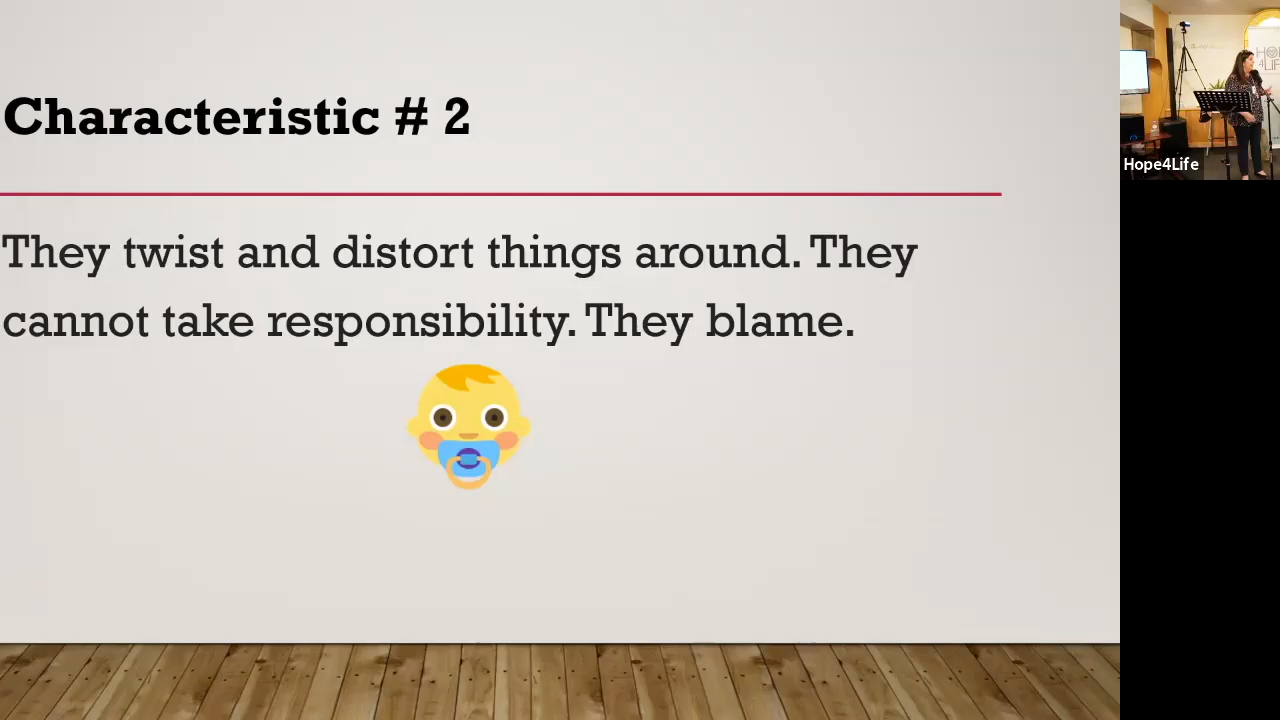 Characteristic # 2
They twist and distort things around. They
cannot take responsibility. They blame.
Hope4Life